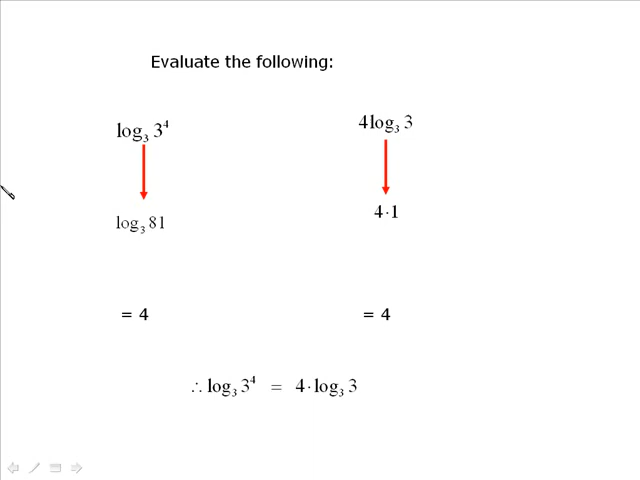 Evaluate the following:
log₃ 3⁴
4log₃ 3
log₃ 81
4·1
= 4
= 4
∴ log₃ 3⁴ = 4·log₃ 3